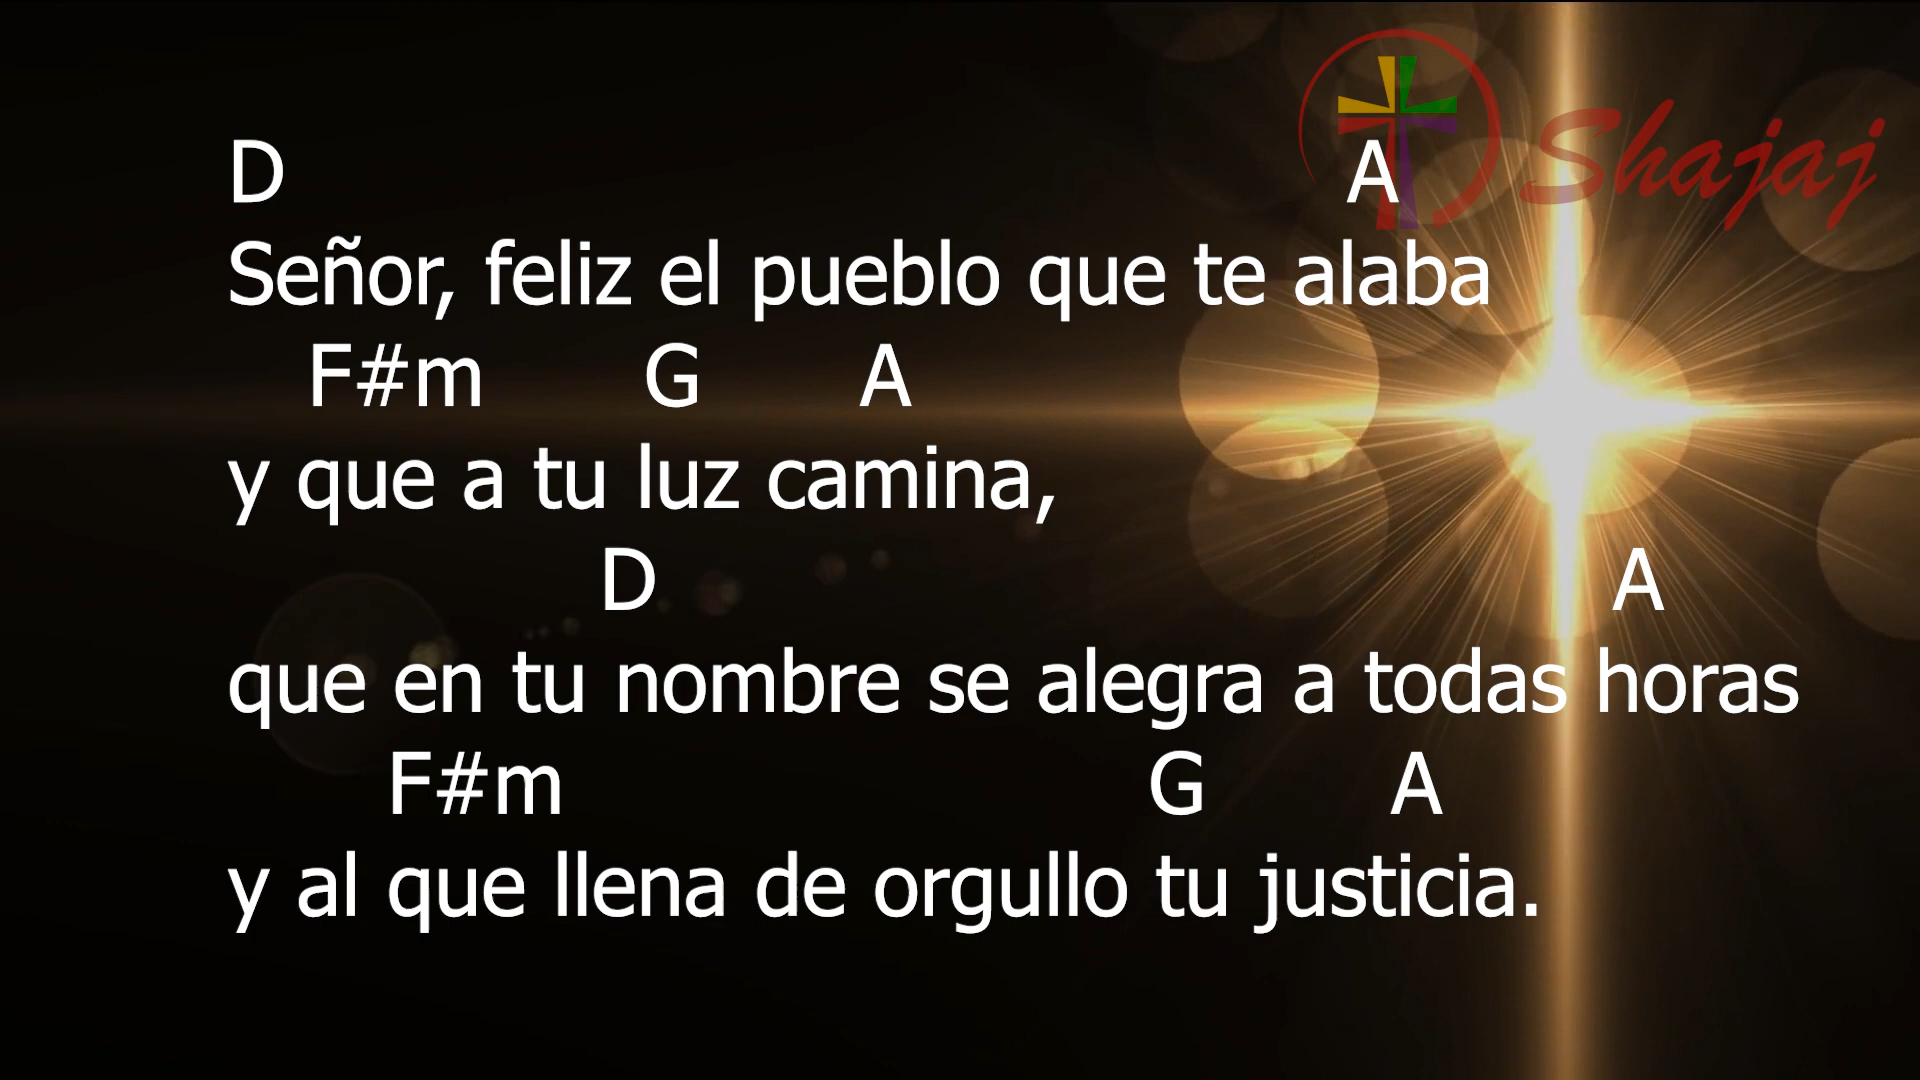 Shajaj
D A
Señor, feliz el pueblo que te alaba
F#m G A
y que a tu luz camina,
D A
que en tu nombre se alegra a todas horas
F#m G A
y al que llena de orgullo tu justicia.